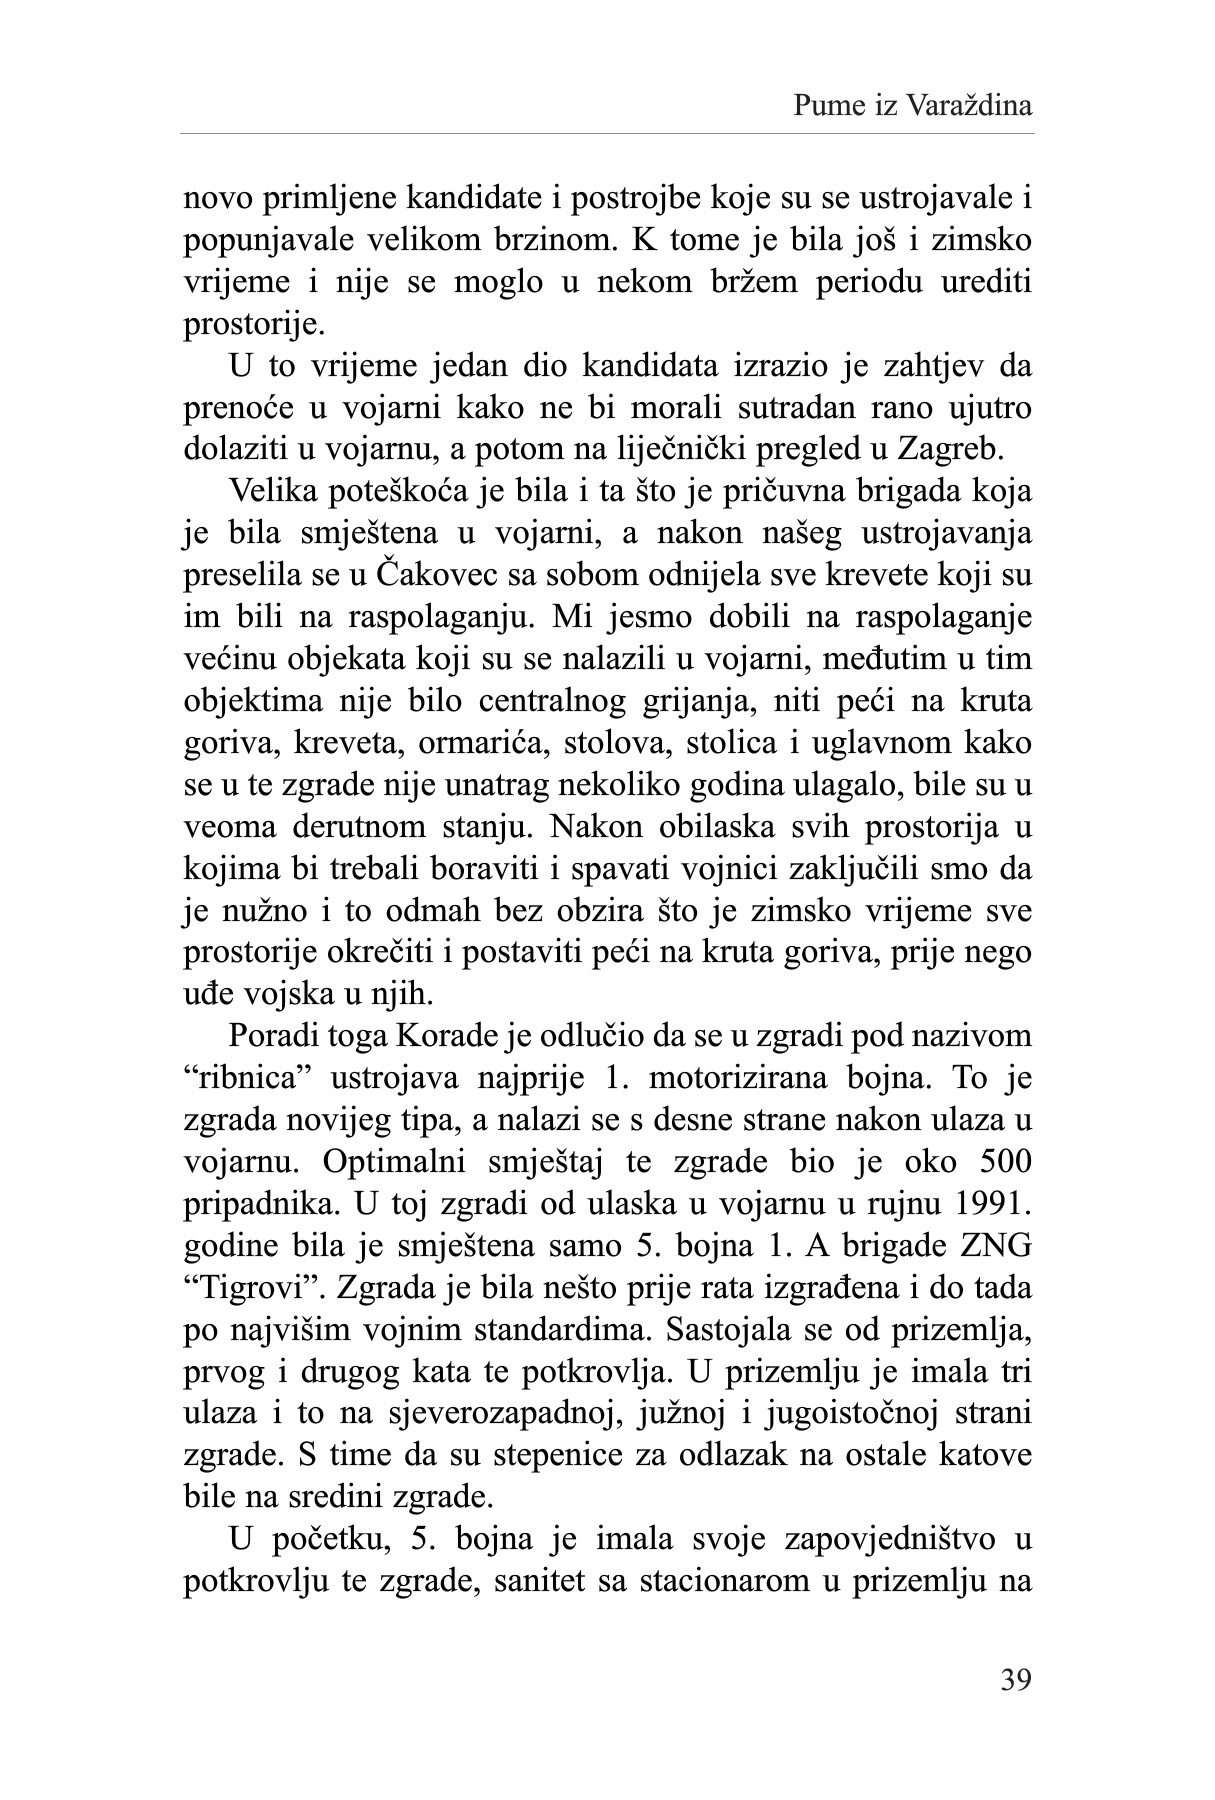 Pume iz Varaždina
novo primljene kandidate i postrojbe koje su se ustrojavale i
popunjavale velikom brzinom. K tome je bila još i zimsko
vrijeme i nije se moglo u nekom bržem periodu urediti
prostorije.
U to vrijeme jedan dio kandidata izrazio je zahtjev da
prenoće u vojarni kako ne bi morali sutradan rano ujutro
dolaziti u vojarnu, a potom na liječnički pregled u Zagreb.
Velika poteškoća je bila i ta što je pričuvna brigada koja
je bila smještena u vojarni, a nakon našeg ustrojavanja
preselila se u Čakovec sa sobom odnijela sve krevete koji su
im bili na raspolaganju. Mi jesmo dobili na raspolaganje
većinu objekata koji su se nalazili u vojarni, međutim u tim
objektima nije bilo centralnog grijanja, niti peći na kruta
goriva, kreveta, ormarića, stolova, stolica i uglavnom kako
se u te zgrade nije unatrag nekoliko godina ulagalo, bile su u
veoma derutnom stanju. Nakon obilaska svih prostorija u
kojima bi trebali boraviti i spavati vojnici zaključili smo da
je nužno i to odmah bez obzira što je zimsko vrijeme sve
prostorije okrečiti i postaviti peći na kruta goriva, prije nego
uđe vojska u njih.
Poradi toga Korade je odlučio da se u zgradi pod nazivom
“ribnica” ustrojava najprije 1. motorizirana bojna. To je
zgrada novijeg tipa, a nalazi se s desne strane nakon ulaza u
vojarnu. Optimalni smještaj te zgrade bio je oko 500
pripadnika. U toj zgradi od ulaska u vojarnu u rujnu 1991.
godine bila je smještena samo 5. bojna 1. A brigade ZNG
“Tigrovi”. Zgrada je bila nešto prije rata izgrađena i do tada
po najvišim vojnim standardima. Sastojala se od prizemlja,
prvog i drugog kata te potkrovlja. U prizemlju je imala tri
ulaza i to na sjeverozapadnoj, južnoj i jugoistočnoj strani
zgrade. S time da su stepenice za odlazak na ostale katove
bile na sredini zgrade.
U početku, 5. bojna je imala svoje zapovjedništvo u
potkrovlju te zgrade, sanitet sa stacionarom u prizemlju na
39